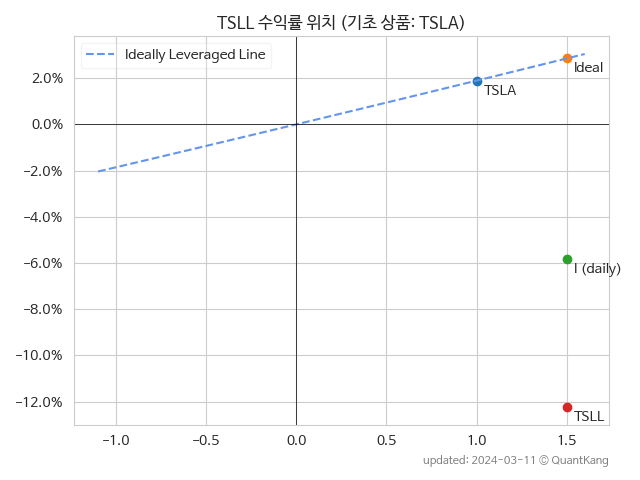 TSLL 수익률 위치 (기초 상품: TSLA)
Ideally Leveraged Line
2.0%
0.0%
−2.0%
−4.0%
−6.0%
−8.0%
−10.0%
−12.0%
Ideal
TSLA
I (daily)
TSLL
−1.0 −0.5 0.0 0.5 1.0 1.5
updated: 2024-03-11 © QuantKang